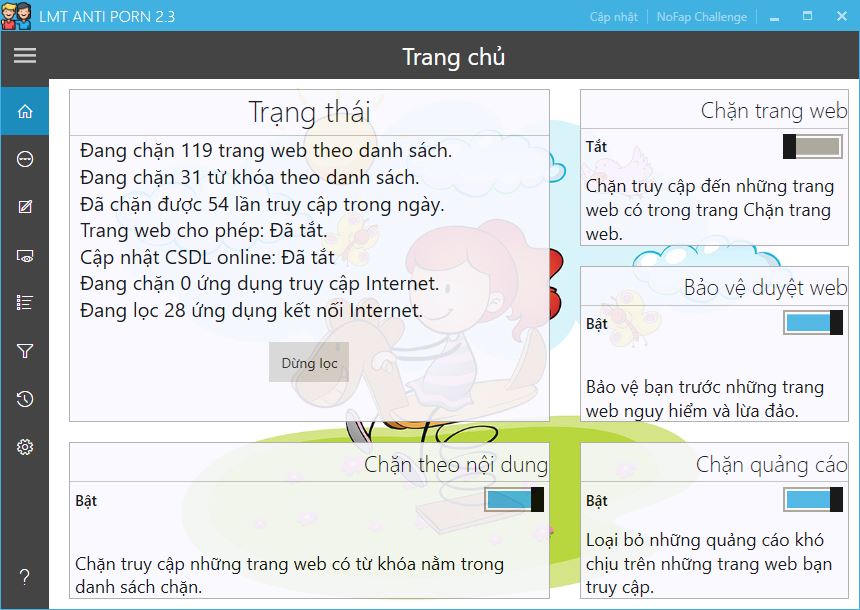 LMT ANTI PORN 2.3
Cập nhật
NoFap Challenge
Trang chủ
Trạng thái
Đang chặn 119 trang web theo danh sách.
Đang chặn 31 từ khóa theo danh sách.
Đã chặn được 54 lần truy cập trong ngày.
Trang web cho phép: Đã tắt.
Cập nhật CSDL online: Đã tắt
Đang chặn 0 ứng dụng truy cập Internet.
Đang lọc 28 ứng dụng kết nối Internet.
Dừng lọc
Chặn trang web
Tắt
Chặn truy cập đến những trang
web có trong trang Chặn trang
web.
Bảo vệ duyệt web
Bật
Bảo vệ bạn trước những trang
web nguy hiểm và lừa đảo.
Chặn theo nội dung
Bật
Chặn truy cập những trang web có từ khóa nằm trong
danh sách chặn.
Chặn quảng cáo
Bật
Loại bỏ những quảng cáo khó
chịu trên những trang web bạn
truy cập.
?